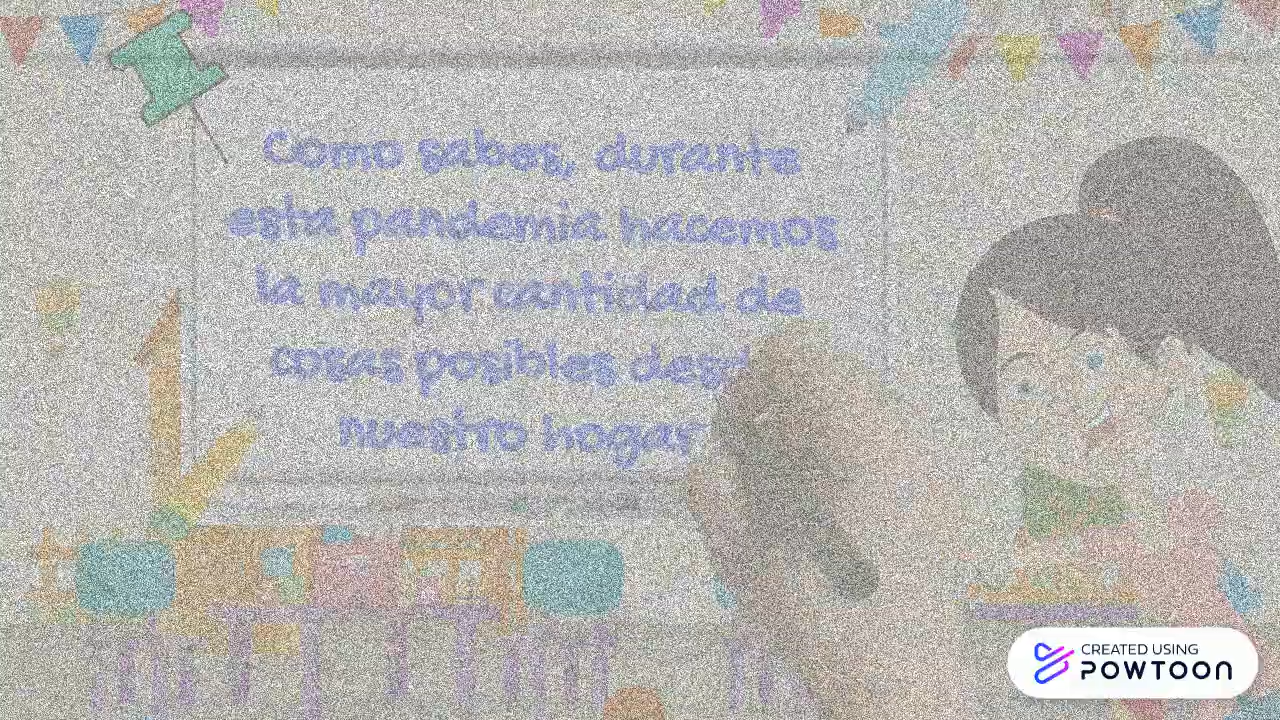 Como sabes, durante
esta pandemia hacemos
la mayor cantidad de
cosas posibles
nuestro hogar
CREATED USING
POWTOON